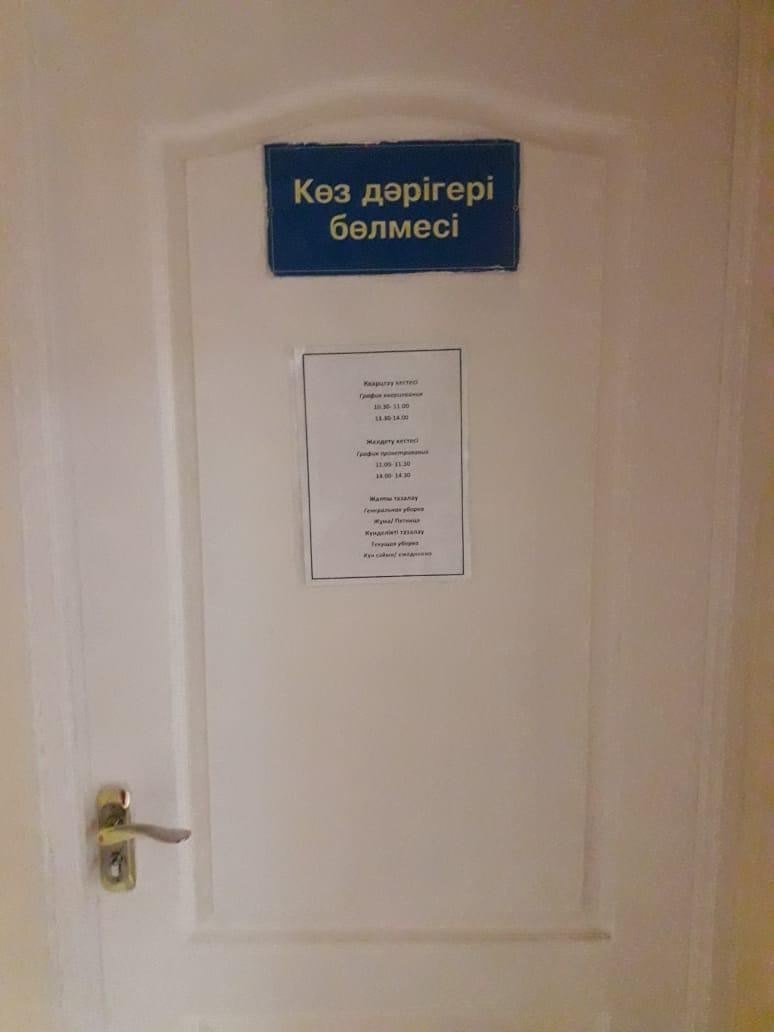 Көз дәрігері
бөлмесі
Кварцтау кестесі
График кварцевания
10.30- 11.00
13.30-14.00
Желдету кестесі
График проветривания
11.00- 11.30
14.00- 14.30
Жалпы тазалау
Генеральная уборка
Жұма/ Пятница
Күнделікті тазалау
Текущая уборка
Күн сайын/ ежедневно